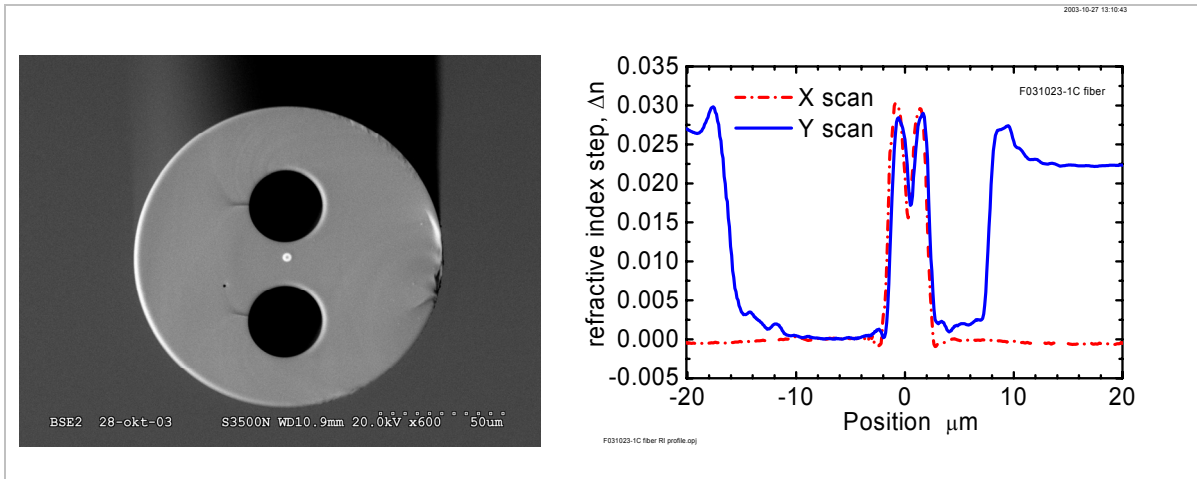 2003-10-27 13:10:43
BSE2 28-okt-03 S3500N WD10.9mm 20.0kV x600 50um
0.035
0.030
0.025
0.020
0.015
0.010
0.005
0.000
-0.005
refractive index step, Δn
X scan
Y scan
F031023-1C fiber
-20 -10 0 10 20
Position μm
F031023-1C fiber RI profile.opj